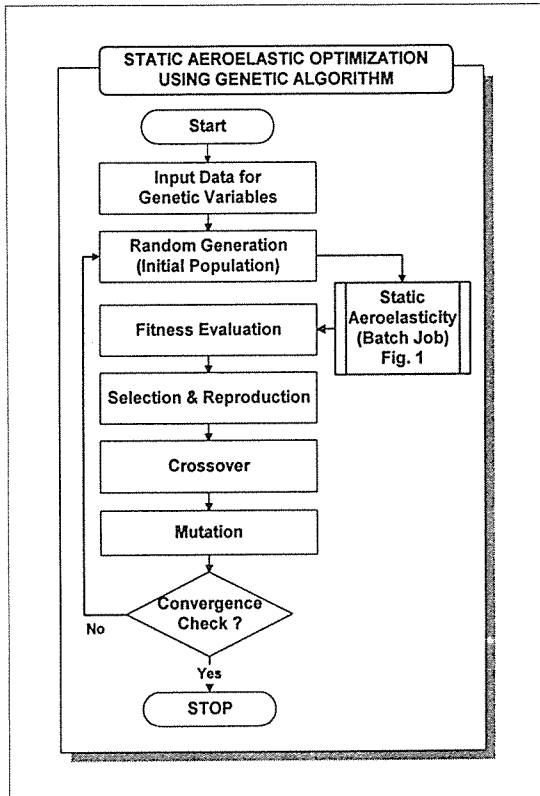 STATIC AEROELASTIC OPTIMIZATION
USING GENETIC ALGORITHM
Start
Input Data for
Genetic Variables
Random Generation
(Initial Population)
Static
Aeroelasticity
(Batch Job)
Fig. 1
Fitness Evaluation
Selection & Reproduction
Crossover
Mutation
Convergence
Check ?
No
Yes
STOP